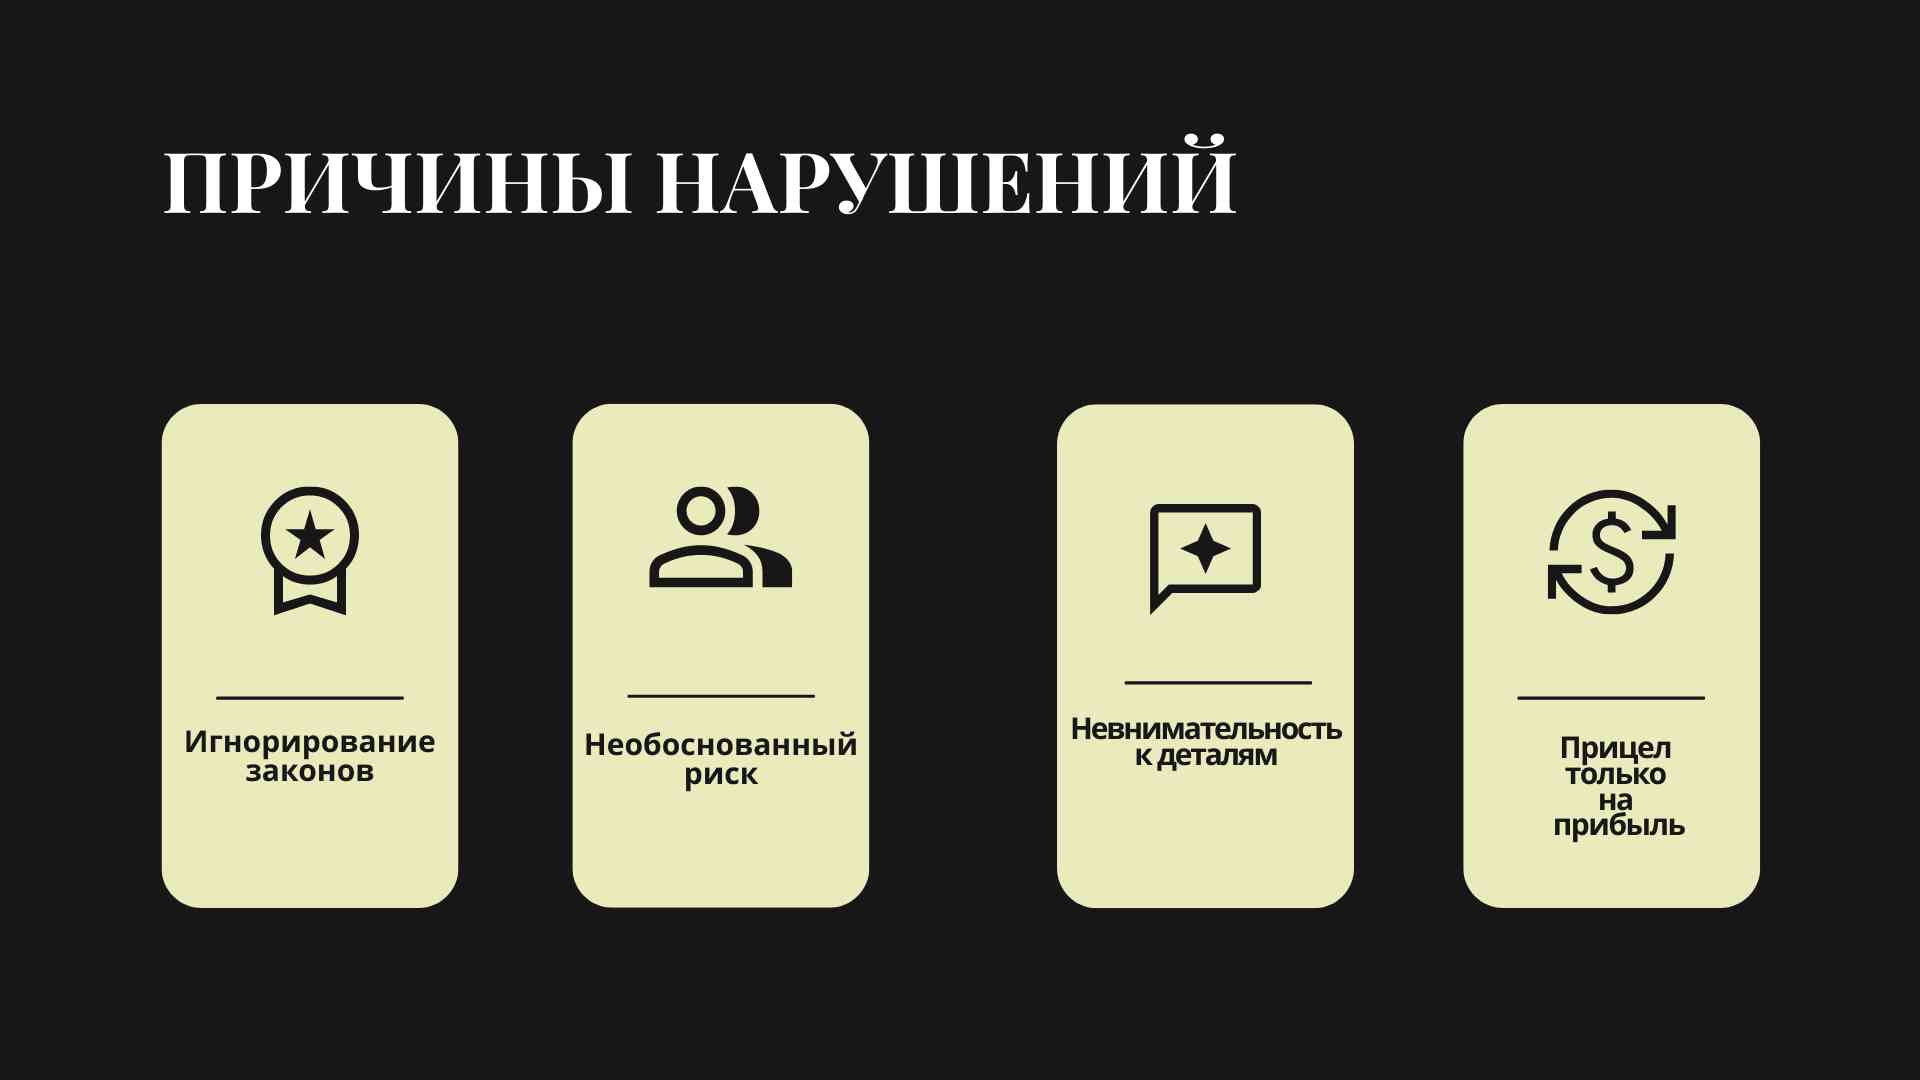 ПРИЧИНЫ НАРУШЕНИЙ
Игнорирование
законов
Необоснованный
риск
Невнимательность
к деталям
Прицел
только
на
прибыль